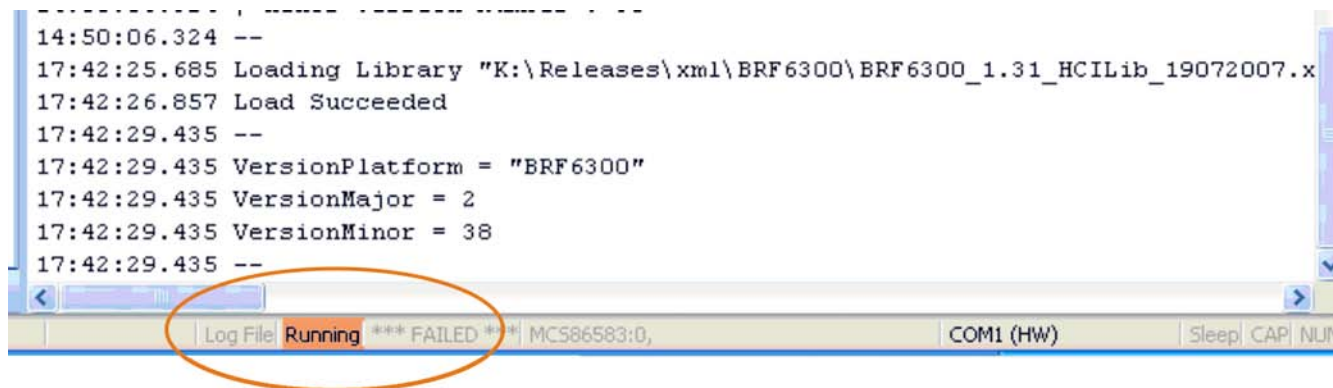 14:50:06.324 --
17:42:25.685 Loading Library "K:\Releases\xml\BRF6300\BRF6300_1.31_HCILib_19072007.x
17:42:26.857 Load Succeeded
17:42:29.435 --
17:42:29.435 VersionPlatform = "BRF6300"
17:42:29.435 VersionMajor = 2
17:42:29.435 VersionMinor = 38
17:42:29.435 --
Log File Running *** FAILED *** MCS86583:0, COM1 (HW) Sleep CAP NUM